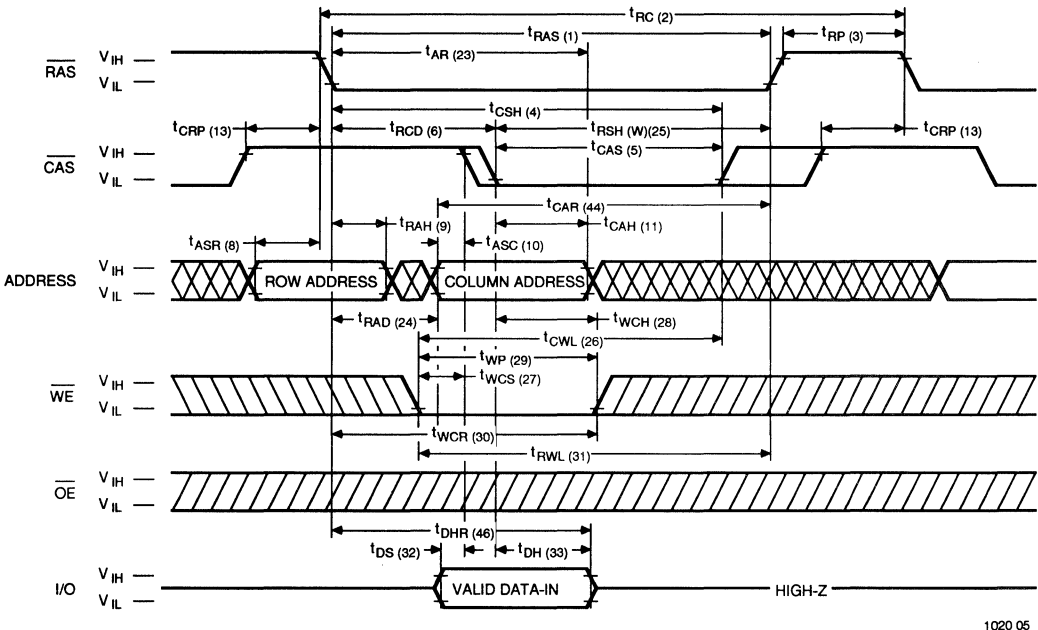 tRC (2)
tRAS (1)
tRP (3)
tAR (23)
RAS
VIH
VIL
tCSH (4)
tCRP (13)
tRCD (6)
tRSH (W)(25)
tCRP (13)
tCAS (5)
CAS
VIH
VIL
tCAR (44)
tRAH (9)
tCAH (11)
tASR (8)
tASC (10)
ADDRESS
VIH
VIL
ROW ADDRESS
COLUMN ADDRESS
tRAD (24)
tWCH (28)
tCWL (26)
tWP (29)
tWCS (27)
WE
VIH
VIL
tWCR (30)
tRWL (31)
OE
VIH
VIL
tDHR (46)
tDS (32)
tDH (33)
I/O
VIH
VIL
VALID DATA-IN
HIGH-Z
1020 05